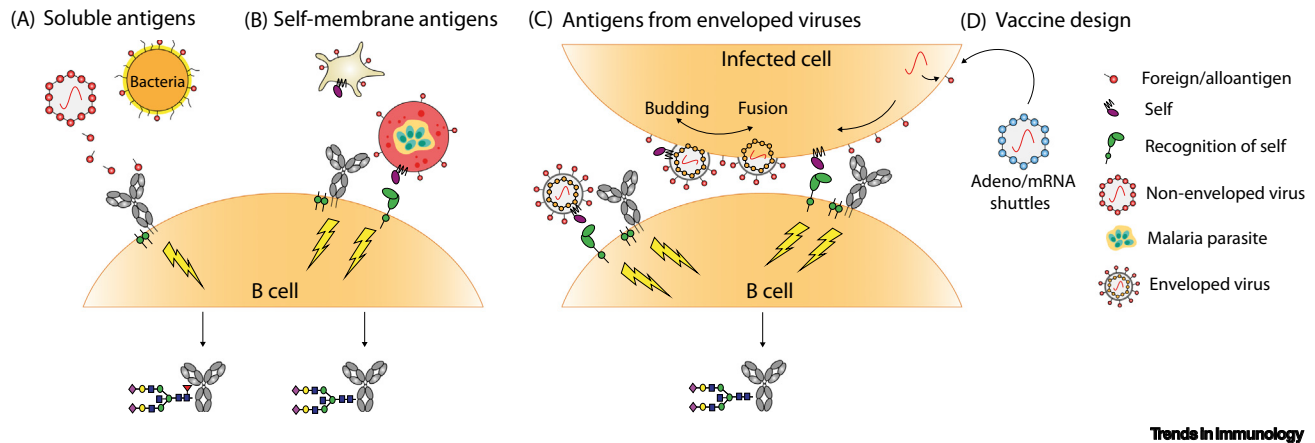 (A) Soluble antigens
Bacteria
B cell
(B) Self-membrane antigens
(C) Antigens from enveloped viruses
Infected cell
Budding
Fusion
B cell
(D) Vaccine design
Adeno/mRNA
shuttles
Foreign/alloantigen
Self
Recognition of self
Non-enveloped virus
Malaria parasite
Enveloped virus
Trends in Immunology